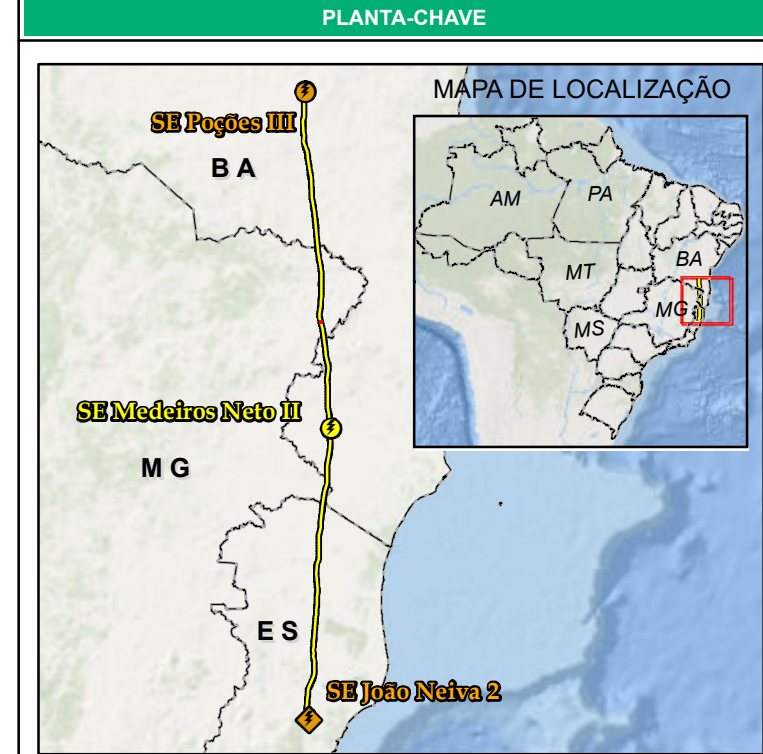 PLANTA-CHAVE
MAPA DE LOCALIZAÇÃO
SE Poções III
B A
AM
PA
BA
MT
MG
MS
SE Medeiros Neto II
M G
E S
SE João Neiva 2